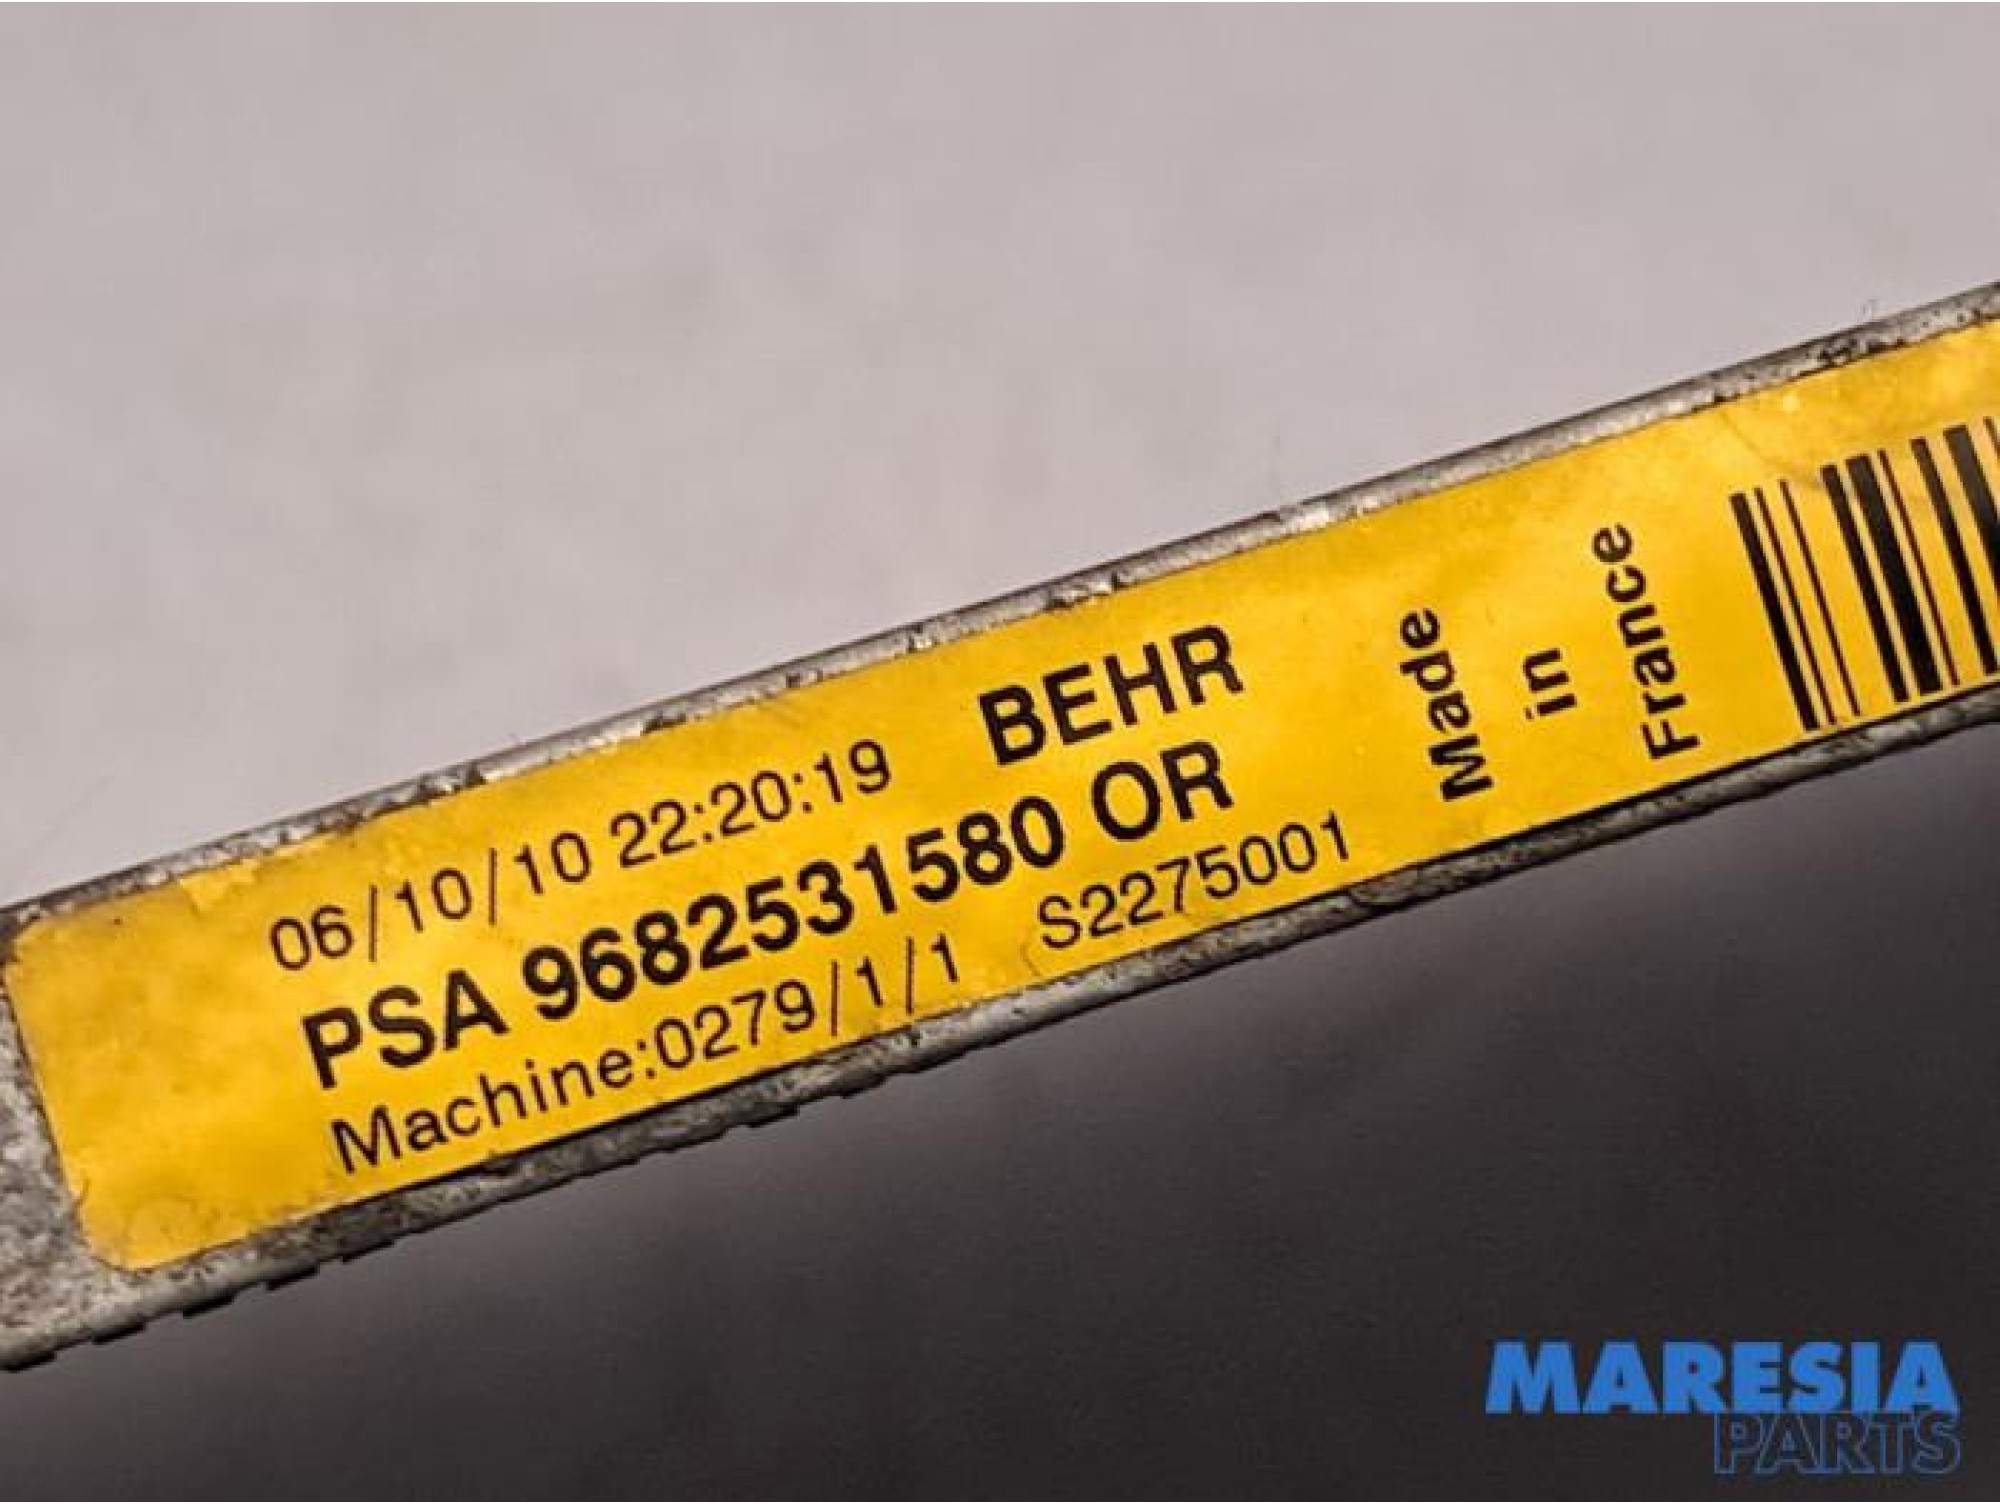 06/10/10 22:20:19 BEHR
PSA 9682531580 OR
Machine:0279/1/1 S2275001
Made
in
France
MARESIA
PARTS